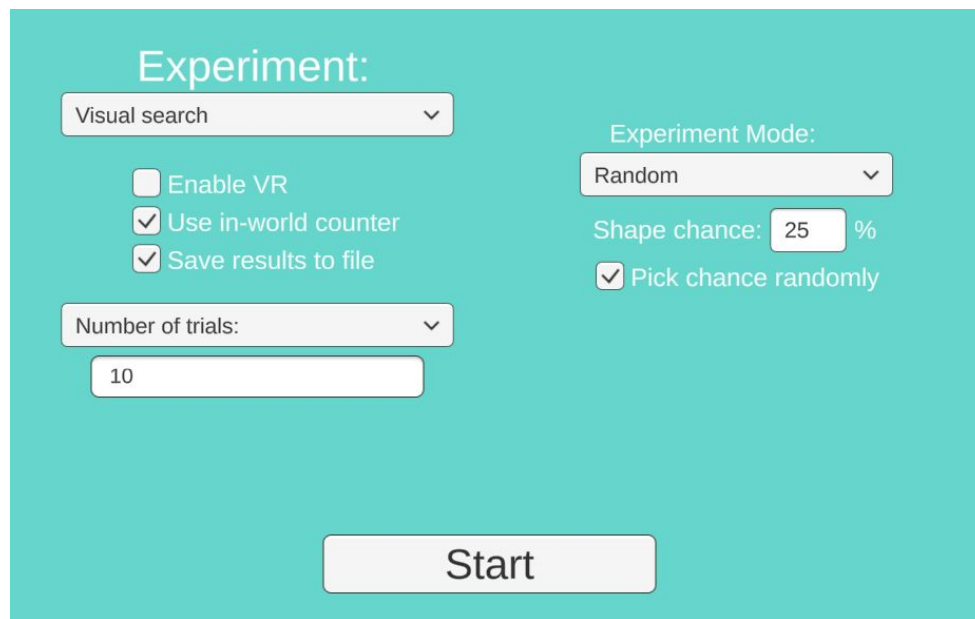 Experiment:
Visual search
Enable VR
Use in-world counter
Save results to file
Number of trials:
10
Experiment Mode:
Random
Shape chance: 25 %
Pick chance randomly
Start